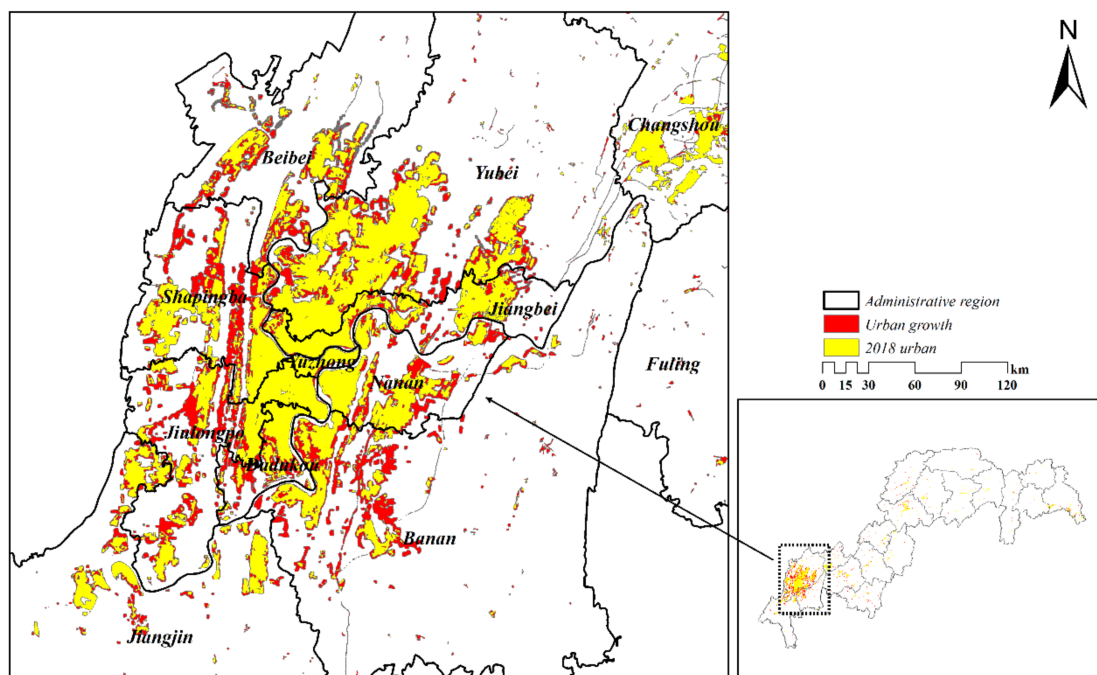 N
Changshou
Beibei
Yubei
Shapingba
Jiangbei
Yuzhong
Nanan
Fuling
Jiulongpo
Dadukou
Banan
Jiangjin
Administrative region
Urban growth
2018 urban
km
0 15 30 60 90 120